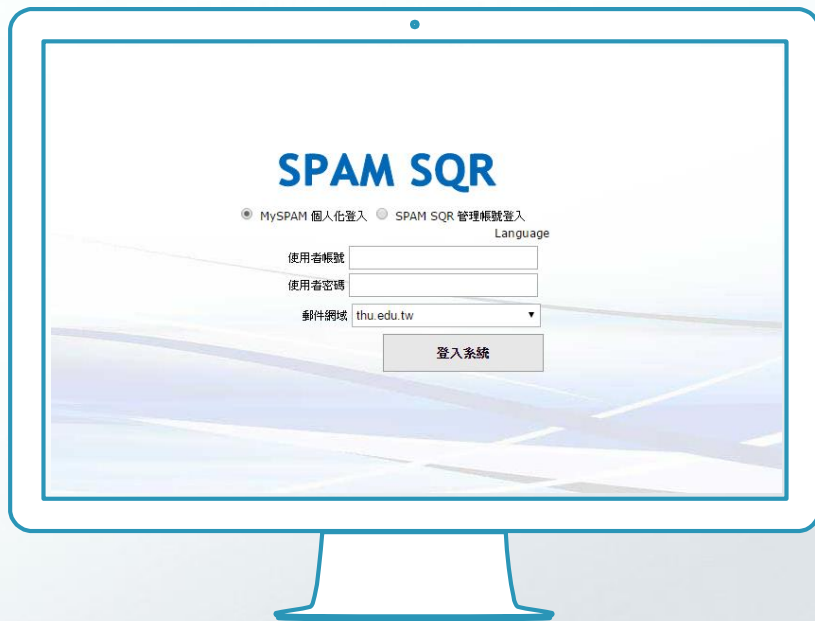 SPAM SQR
MySPAM 個人化登入 SPAM SQR 管理帳號登入
Language
使用者帳號
使用者密碼
郵件網域 thu.edu.tw
登入系統